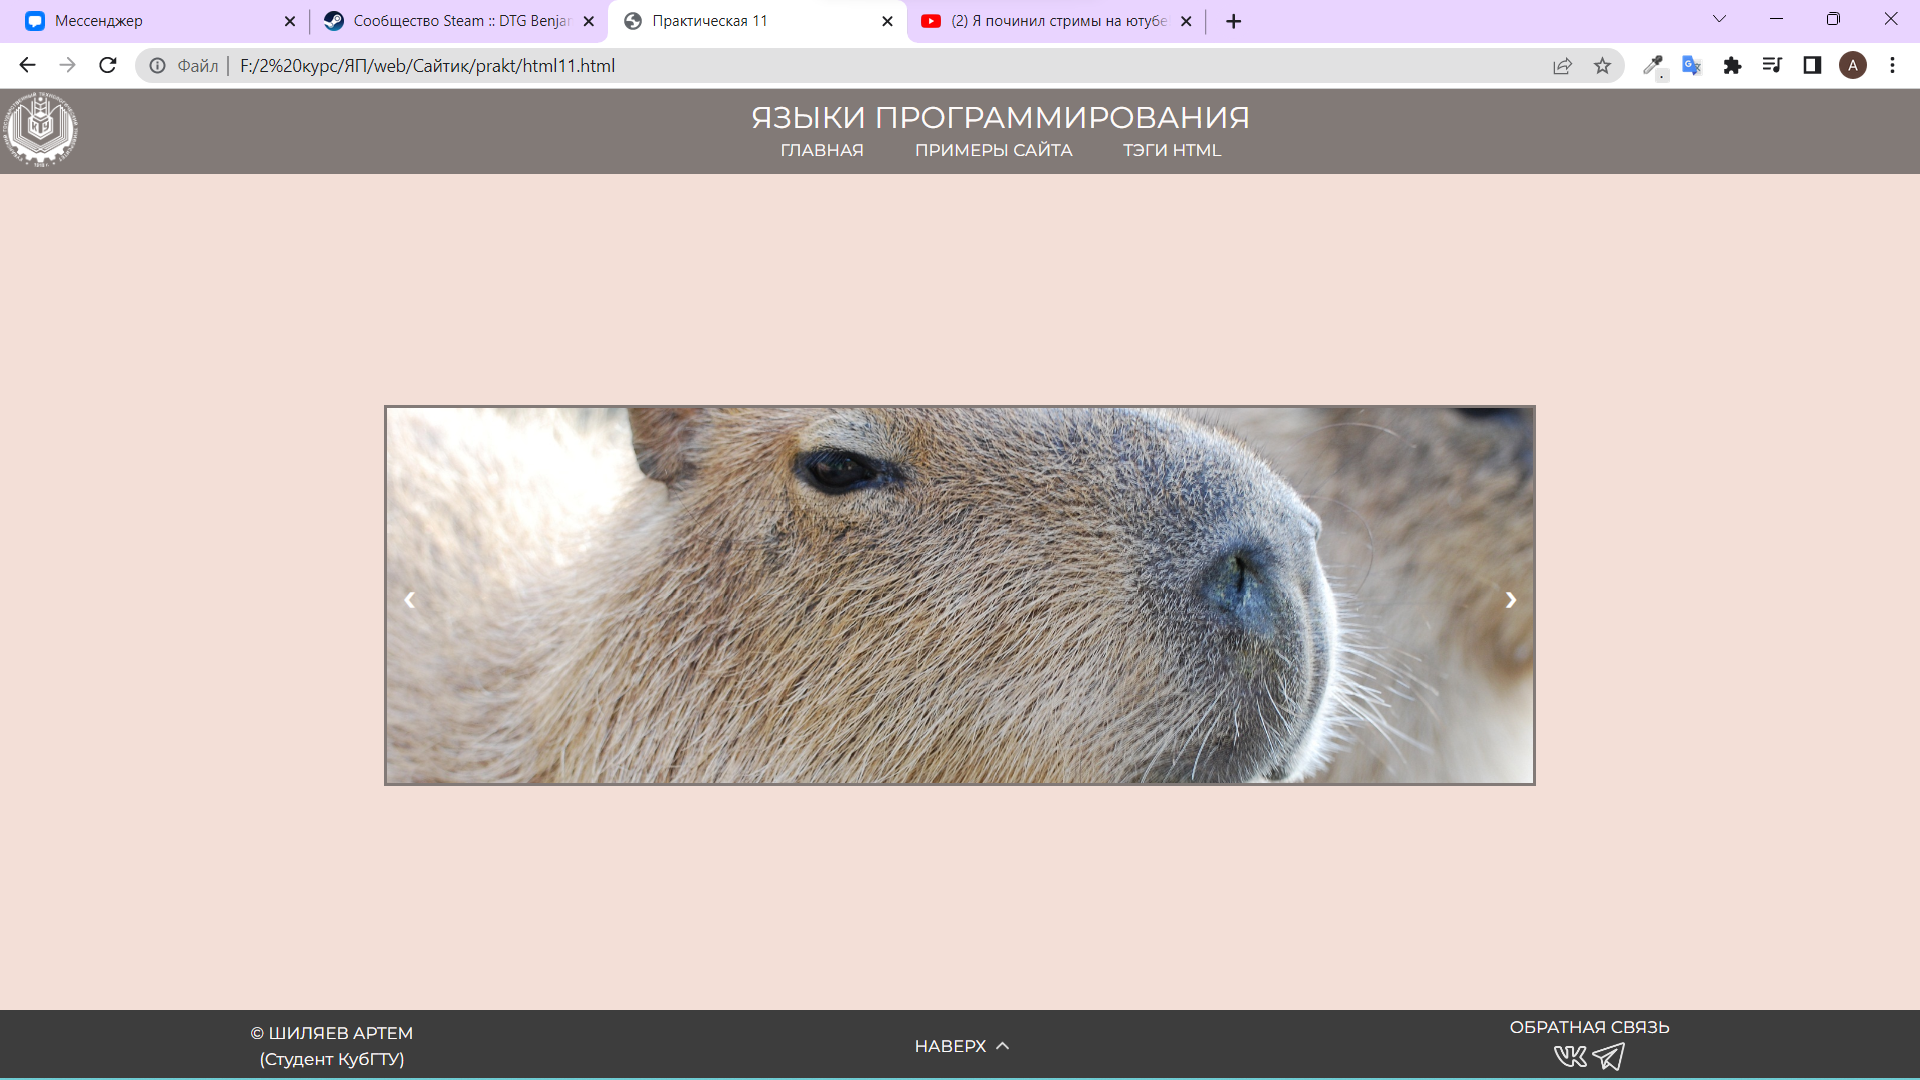 Мессенджер
Сообщество Steam :: DTG Benjar
Практическая 11
(2) Я починил стримы на ютубе
Файл | F:/2%20курс/ЯП/web/Сайтик/prakt/html11.html
A
ЯЗЫКИ ПРОГРАММИРОВАНИЯ
ГЛАВНАЯ ПРИМЕРЫ САЙТА ТЭГИ HTML
© ШИЛЯЕВ АРТЕМ
(Студент КубГТУ)
НАВЕРХ
ОБРАТНАЯ СВЯЗЬ